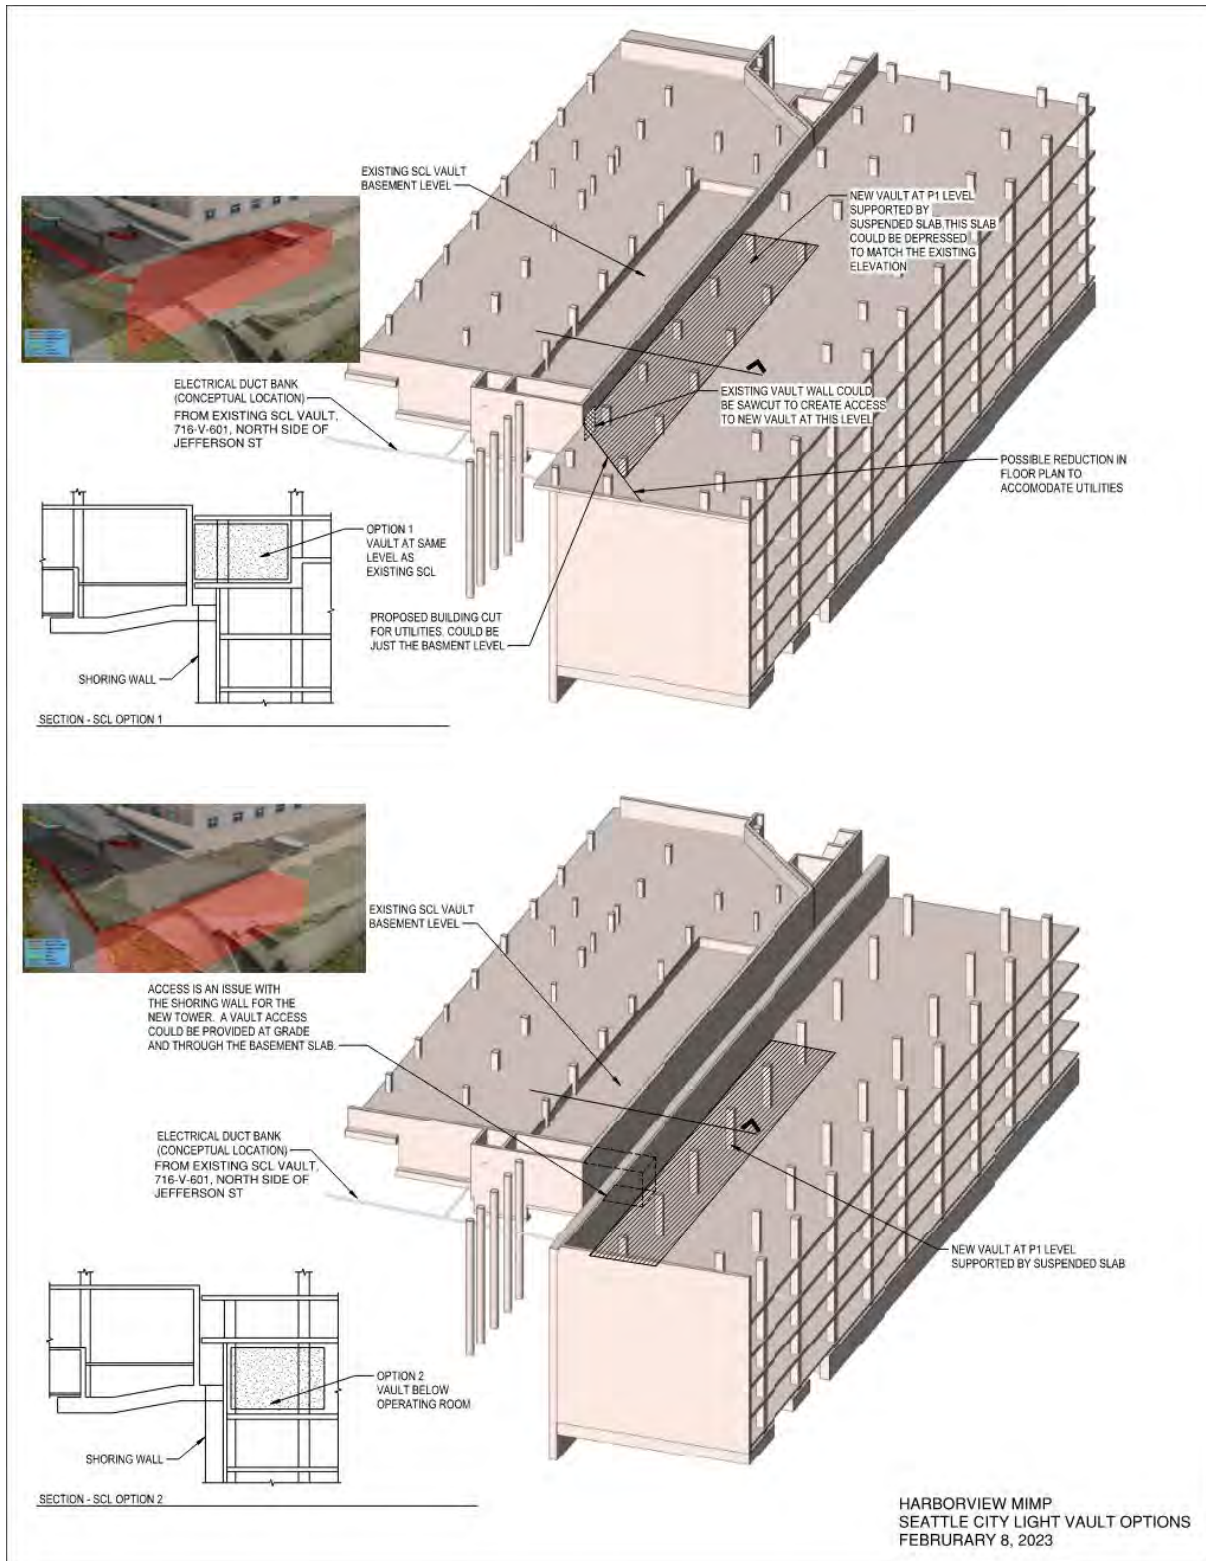 EXISTING SCL VAULT
BASEMENT LEVEL
NEW VAULT AT P1 LEVEL
SUPPORTED BY
SUSPENDED SLAB.THIS SLAB
COULD BE DEPRESSED
TO MATCH THE EXISTING
ELEVATION
ELECTRICAL DUCT BANK
(CONCEPTUAL LOCATION)
FROM EXISTING SCL VAULT,
716-V-601, NORTH SIDE OF
JEFFERSON ST
EXISTING VAULT WALL COULD
BE SAWCUT TO CREATE ACCESS
TO NEW VAULT AT THIS LEVEL
POSSIBLE REDUCTION IN
FLOOR PLAN TO
ACCOMODATE UTILITIES
OPTION 1
VAULT AT SAME
LEVEL AS
EXISTING SCL
PROPOSED BUILDING CUT
FOR UTILITIES. COULD BE
JUST THE BASMENT LEVEL
SHORING WALL
SECTION - SCL OPTION 1
EXISTING SCL VAULT
BASEMENT LEVEL
ACCESS IS AN ISSUE WITH
THE SHORING WALL FOR THE
NEW TOWER. A VAULT ACCESS
COULD BE PROVIDED AT GRADE
AND THROUGH THE BASEMENT SLAB.
ELECTRICAL DUCT BANK
(CONCEPTUAL LOCATION)
FROM EXISTING SCL VAULT,
716-V-601, NORTH SIDE OF
JEFFERSON ST
NEW VAULT AT P1 LEVEL
SUPPORTED BY SUSPENDED SLAB
OPTION 2
VAULT BELOW
OPERATING ROOM
SHORING WALL
SECTION - SCL OPTION 2
HARBORVIEW MIMP
SEATTLE CITY LIGHT VAULT OPTIONS
FEBRURARY 8, 2023